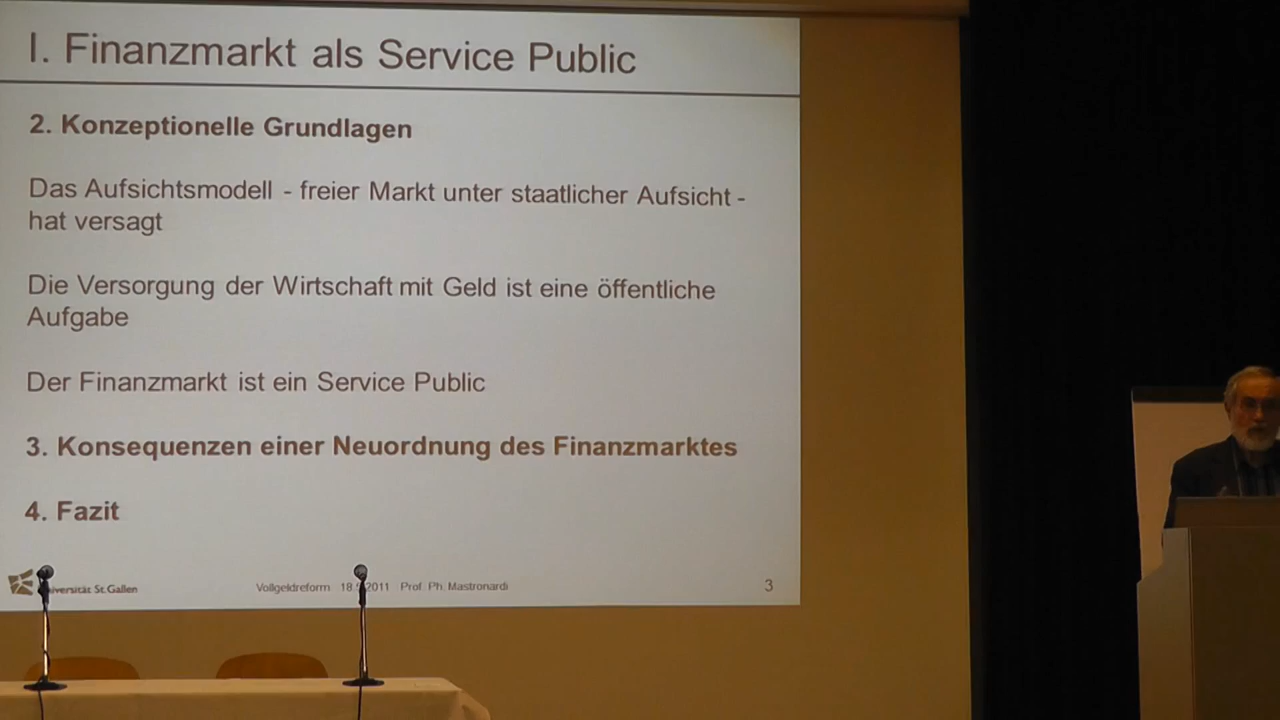 I. Finanzmarkt als Service Public
2. Konzeptionelle Grundlagen
Das Aufsichtsmodell - freier Markt unter staatlicher Aufsicht -
hat versagt
Die Versorgung der Wirtschaft mit Geld ist eine öffentliche
Aufgabe
Der Finanzmarkt ist ein Service Public
3. Konsequenzen einer Neuordnung des Finanzmarktes
4. Fazit
St.Gallen
Vollgeldreform 18. 2011 Prof. Ph. Mastronardi
3